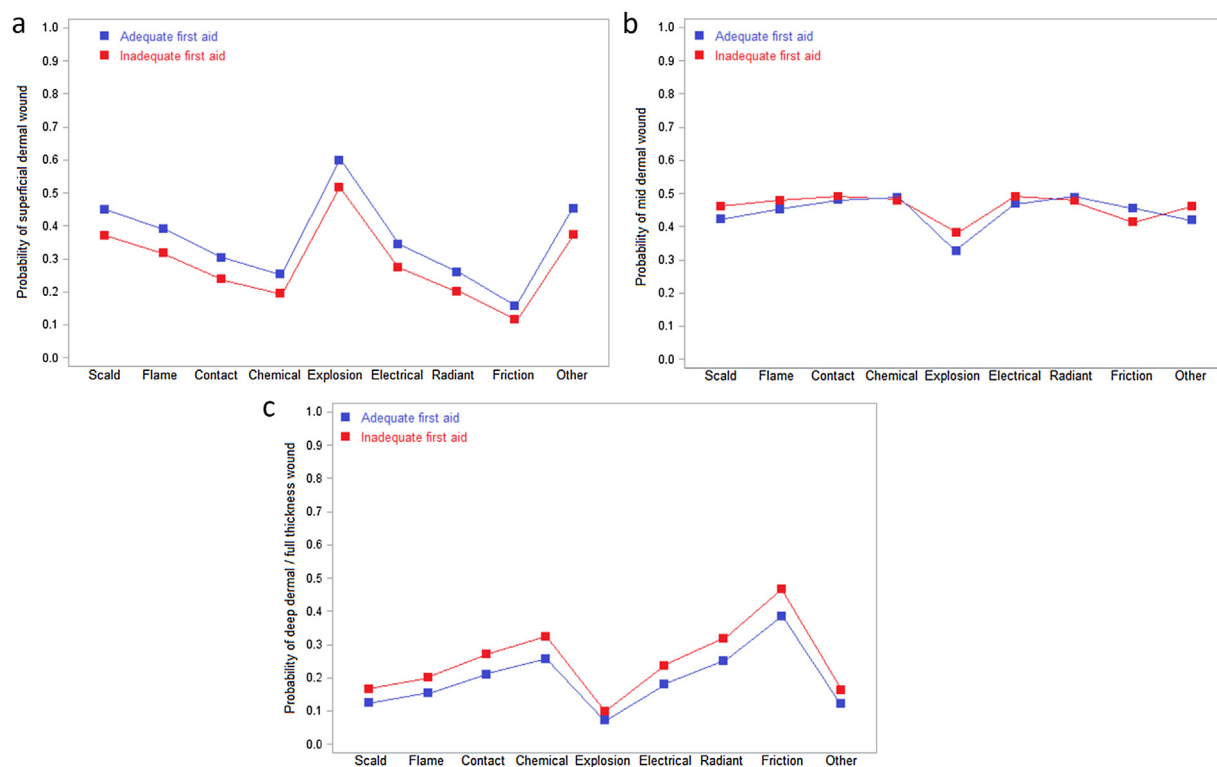 a
Adequate first aid
Inadequate first aid
Probability of superficial dermal wound
1.0
0.9
0.8
0.7
0.6
0.5
0.4
0.3
0.2
0.1
0.0
Scald Flame Contact Chemical Explosion Electrical Radiant Friction Other
b
Adequate first aid
Inadequate first aid
Probability of mid dermal wound
1.0
0.9
0.8
0.7
0.6
0.5
0.4
0.3
0.2
0.1
0.0
Scald Flame Contact Chemical Explosion Electrical Radiant Friction Other
c
Adequate first aid
Inadequate first aid
Probability of deep dermal / full thickness wound
1.0
0.9
0.8
0.7
0.6
0.5
0.4
0.3
0.2
0.1
0.0
Scald Flame Contact Chemical Explosion Electrical Radiant Friction Other